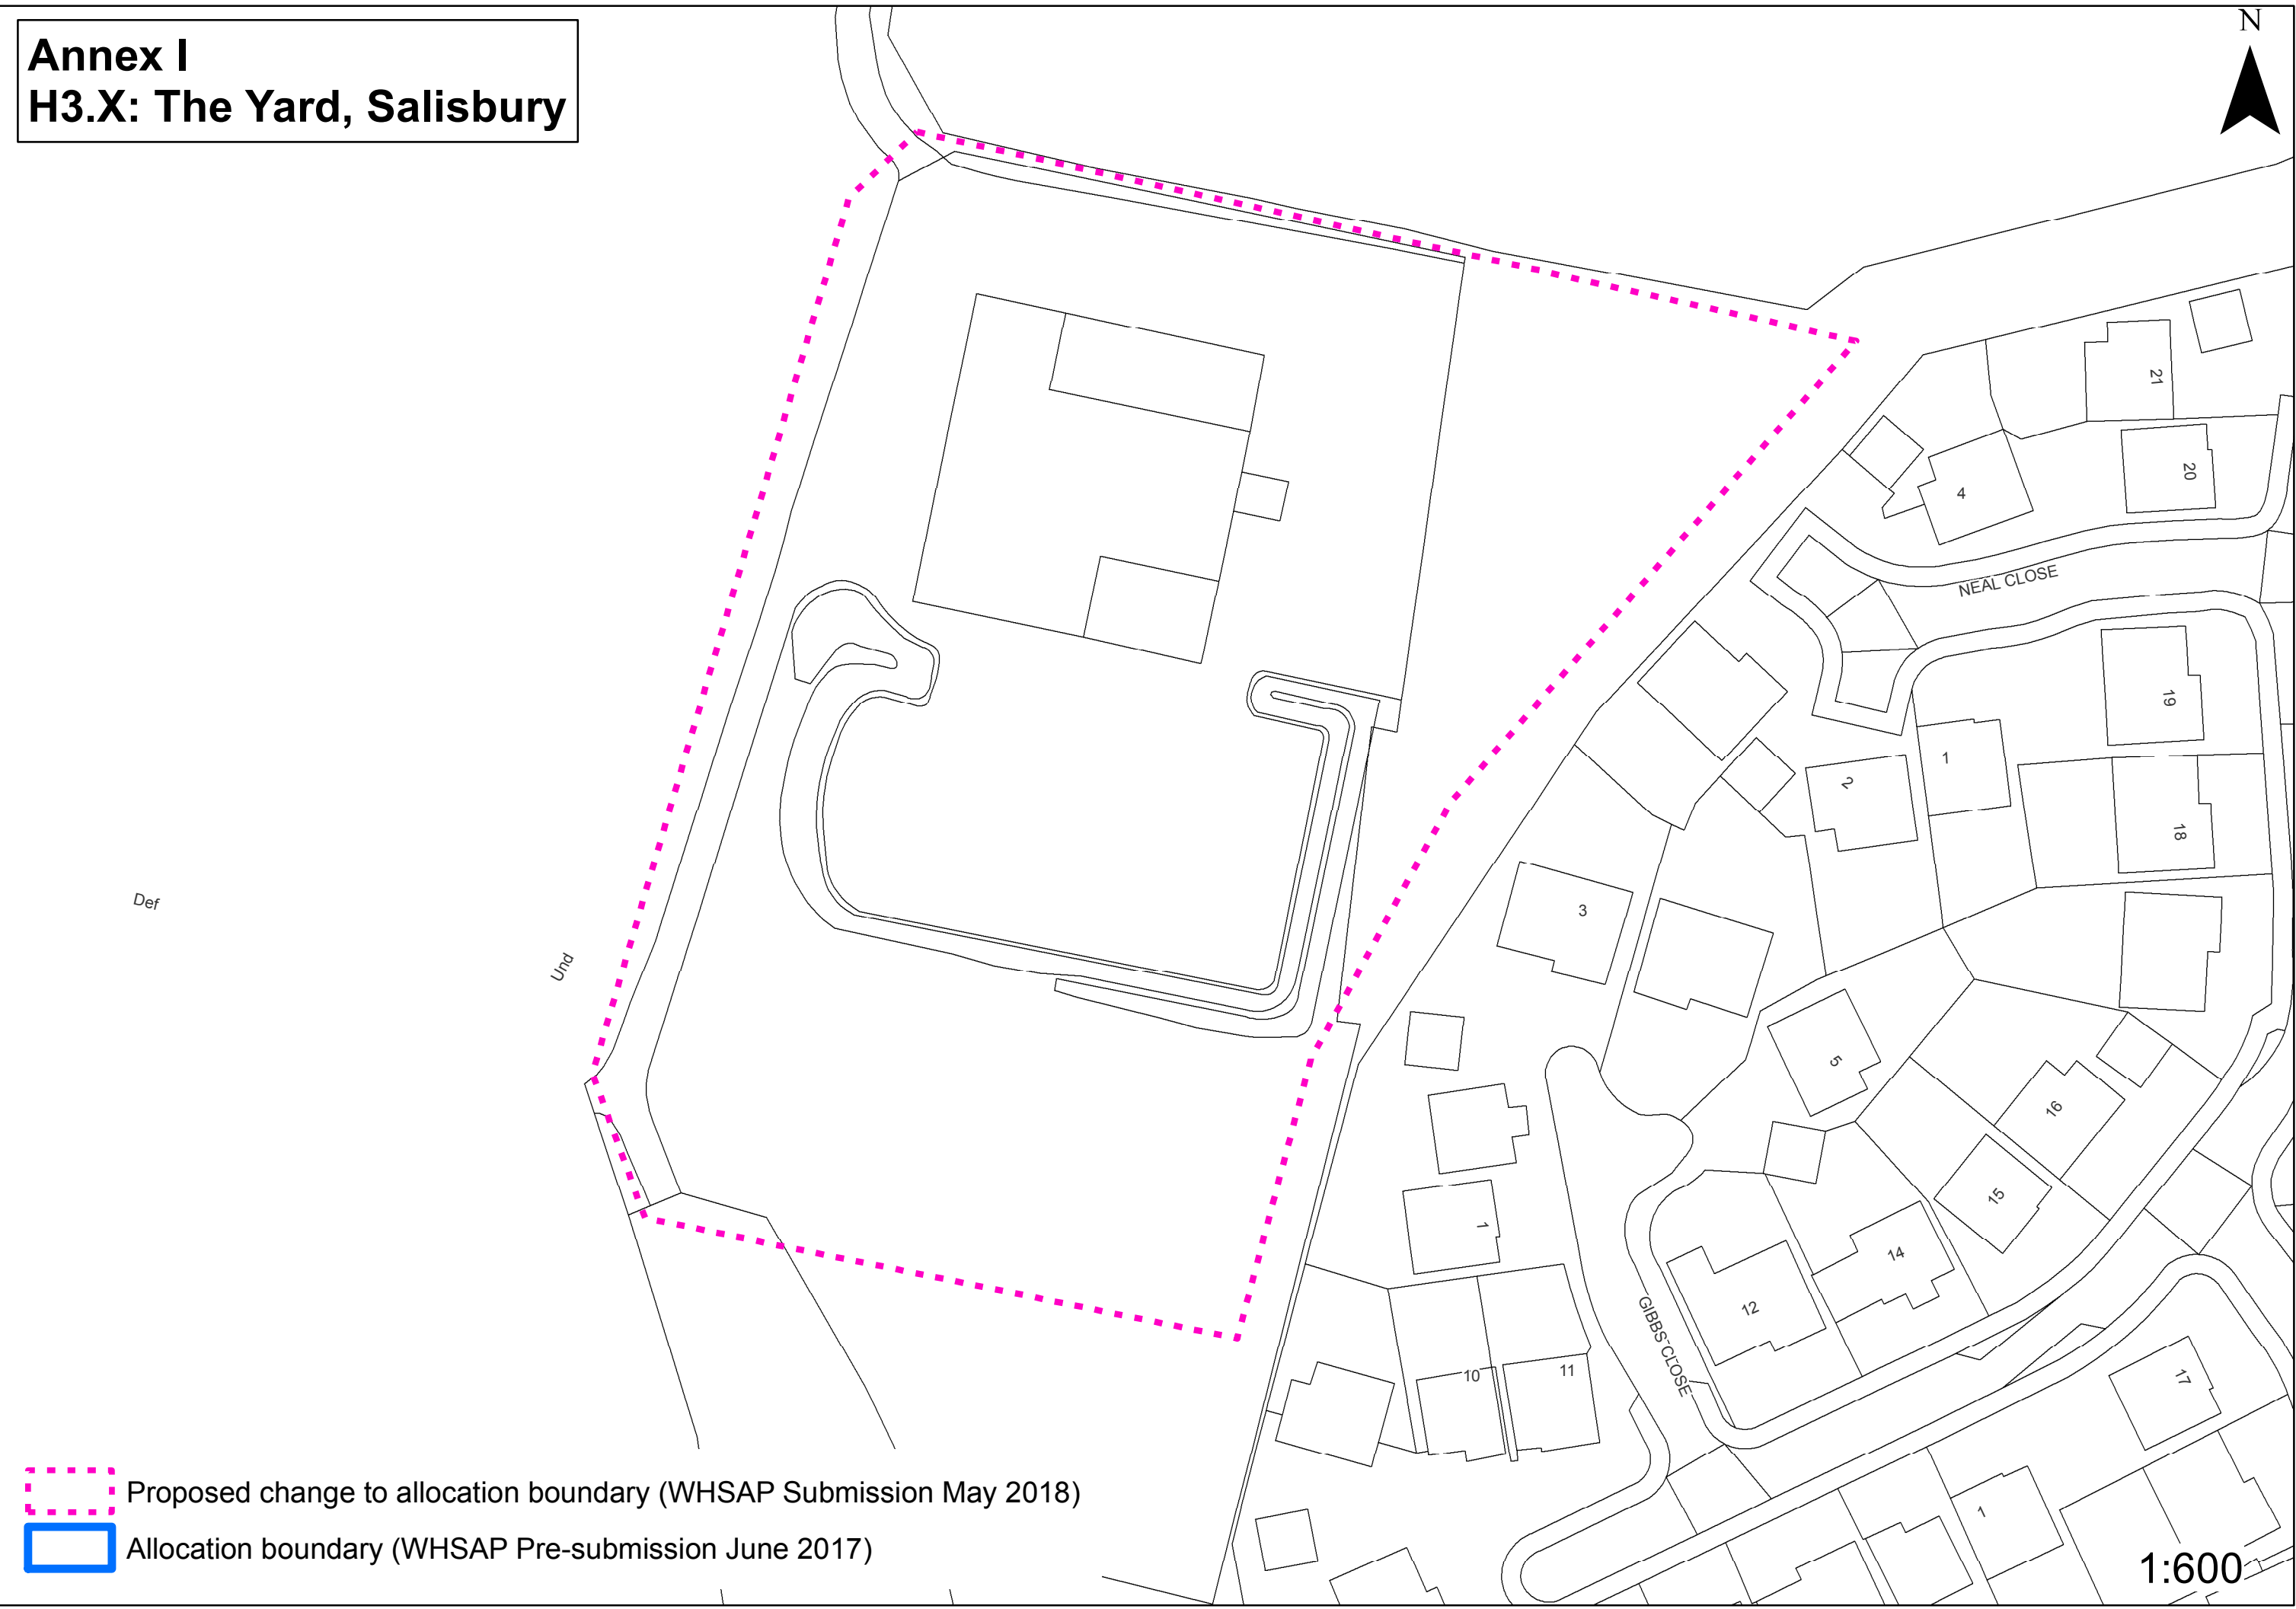 Annex I
H3.X: The Yard, Salisbury
N
21
20
4
NEAL CLOSE
19
1
2
18
3
Def
Und
5
16
15
1
14
12
GIBBS CLOSE
10
11
17
1
Proposed change to allocation boundary (WHSAP Submission May 2018)
Allocation boundary (WHSAP Pre-submission June 2017)
1:600